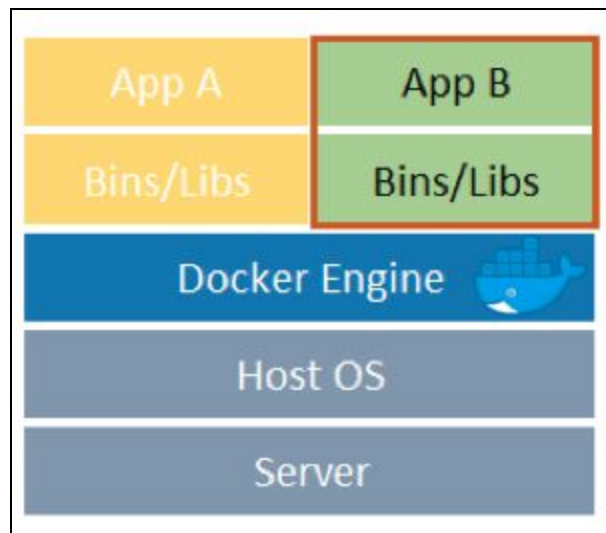 App A App B
Bins/Libs Bins/Libs
Docker Engine
Host OS
Server